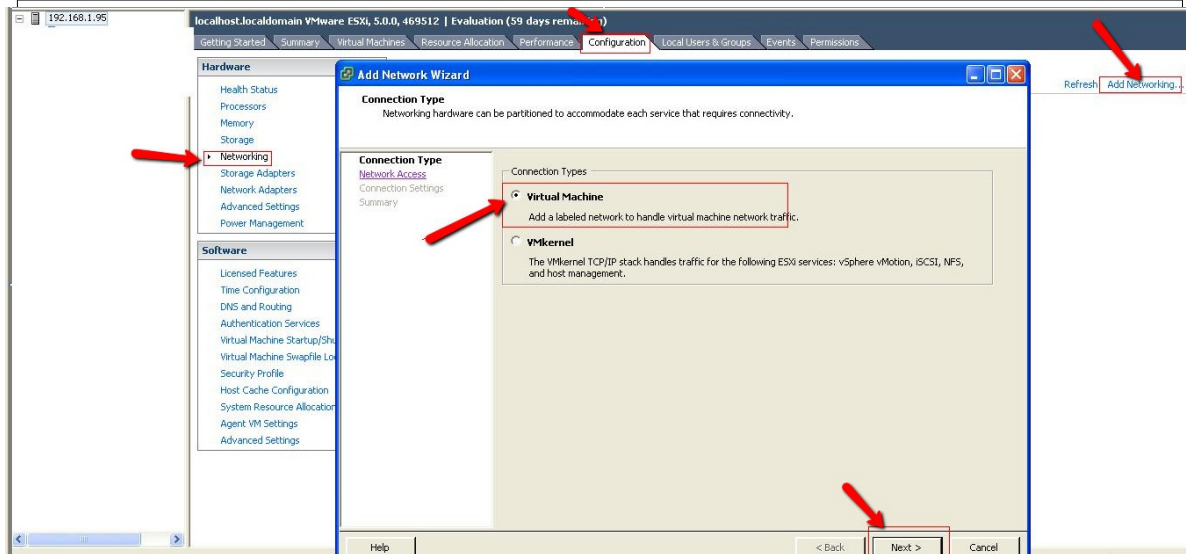 192.168.1.95
localhost.localdomain VMware ESXi, 5.0.0, 469512 | Evaluation (59 days remaining)
Getting Started Summary Virtual Machines Resource Allocation Performance Configuration Local Users & Groups Events Permissions
Hardware
Health Status
Processors
Memory
Storage
Networking
Storage Adapters
Network Adapters
Advanced Settings
Power Management
Software
Licensed Features
Time Configuration
DNS and Routing
Authentication Services
Virtual Machine Startup/Shu
Virtual Machine Swapfile Lo
Security Profile
Host Cache Configuration
System Resource Allocation
Agent VM Settings
Advanced Settings
Refresh Add Networking...
Add Network Wizard
Connection Type
Networking hardware can be partitioned to accommodate each service that requires connectivity.
Connection Type
Network Access
Connection Settings
Summary
Connection Types
Virtual Machine
Add a labeled network to handle virtual machine network traffic.
VMkernel
The VMkernel TCP/IP stack handles traffic for the following ESXi services: vSphere vMotion, iSCSI, NFS,
and host management.
Help < Back Next > Cancel